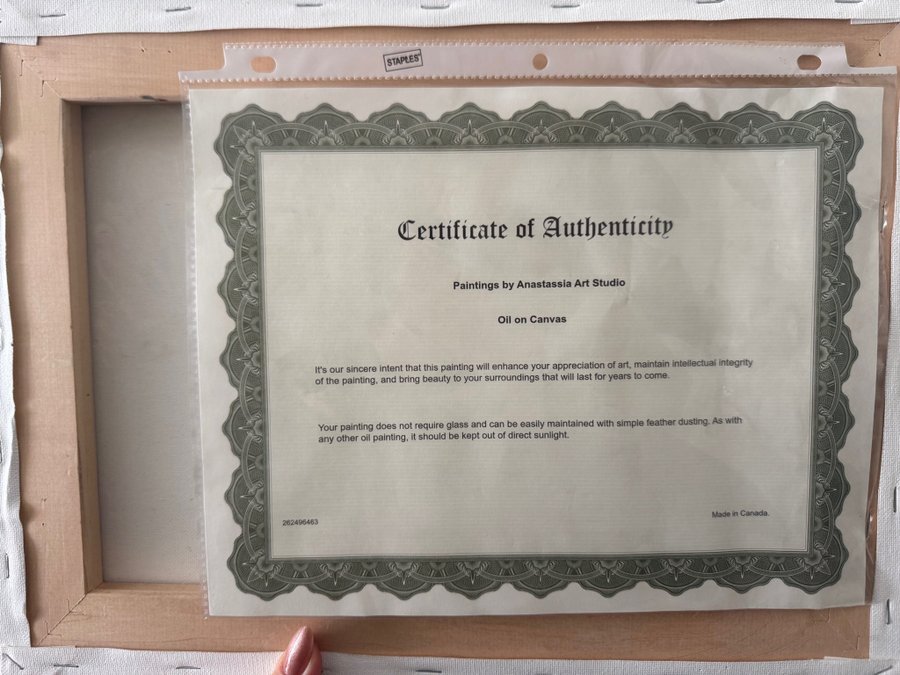 STAPLES
Certificate of Authenticity
Paintings by Anastassia Art Studio
Oil on Canvas
It's our sincere intent that this painting will enhance your appreciation of art, maintain intellectual integrity
of the painting, and bring beauty to your surroundings that will last for years to come.
Your painting does not require glass and can be easily maintained with simple feather dusting. As with
any other oil painting, it should be kept out of direct sunlight.
262496463
Made in Canada.